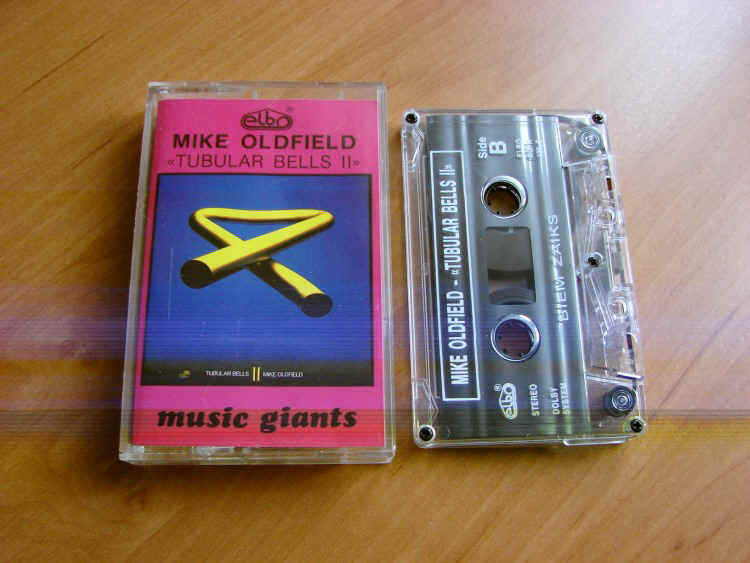 elbo®
MIKE OLDFIELD
«TUBULAR BELLS II»
TUBULAR BELLS II MIKE OLDFIELD
music giants
MIKE OLDFIELD - «TUBULAR BELLS II»
Side
B
BIEM ZAIKS
elbo®
STEREO
DOLBY
SYSTEM